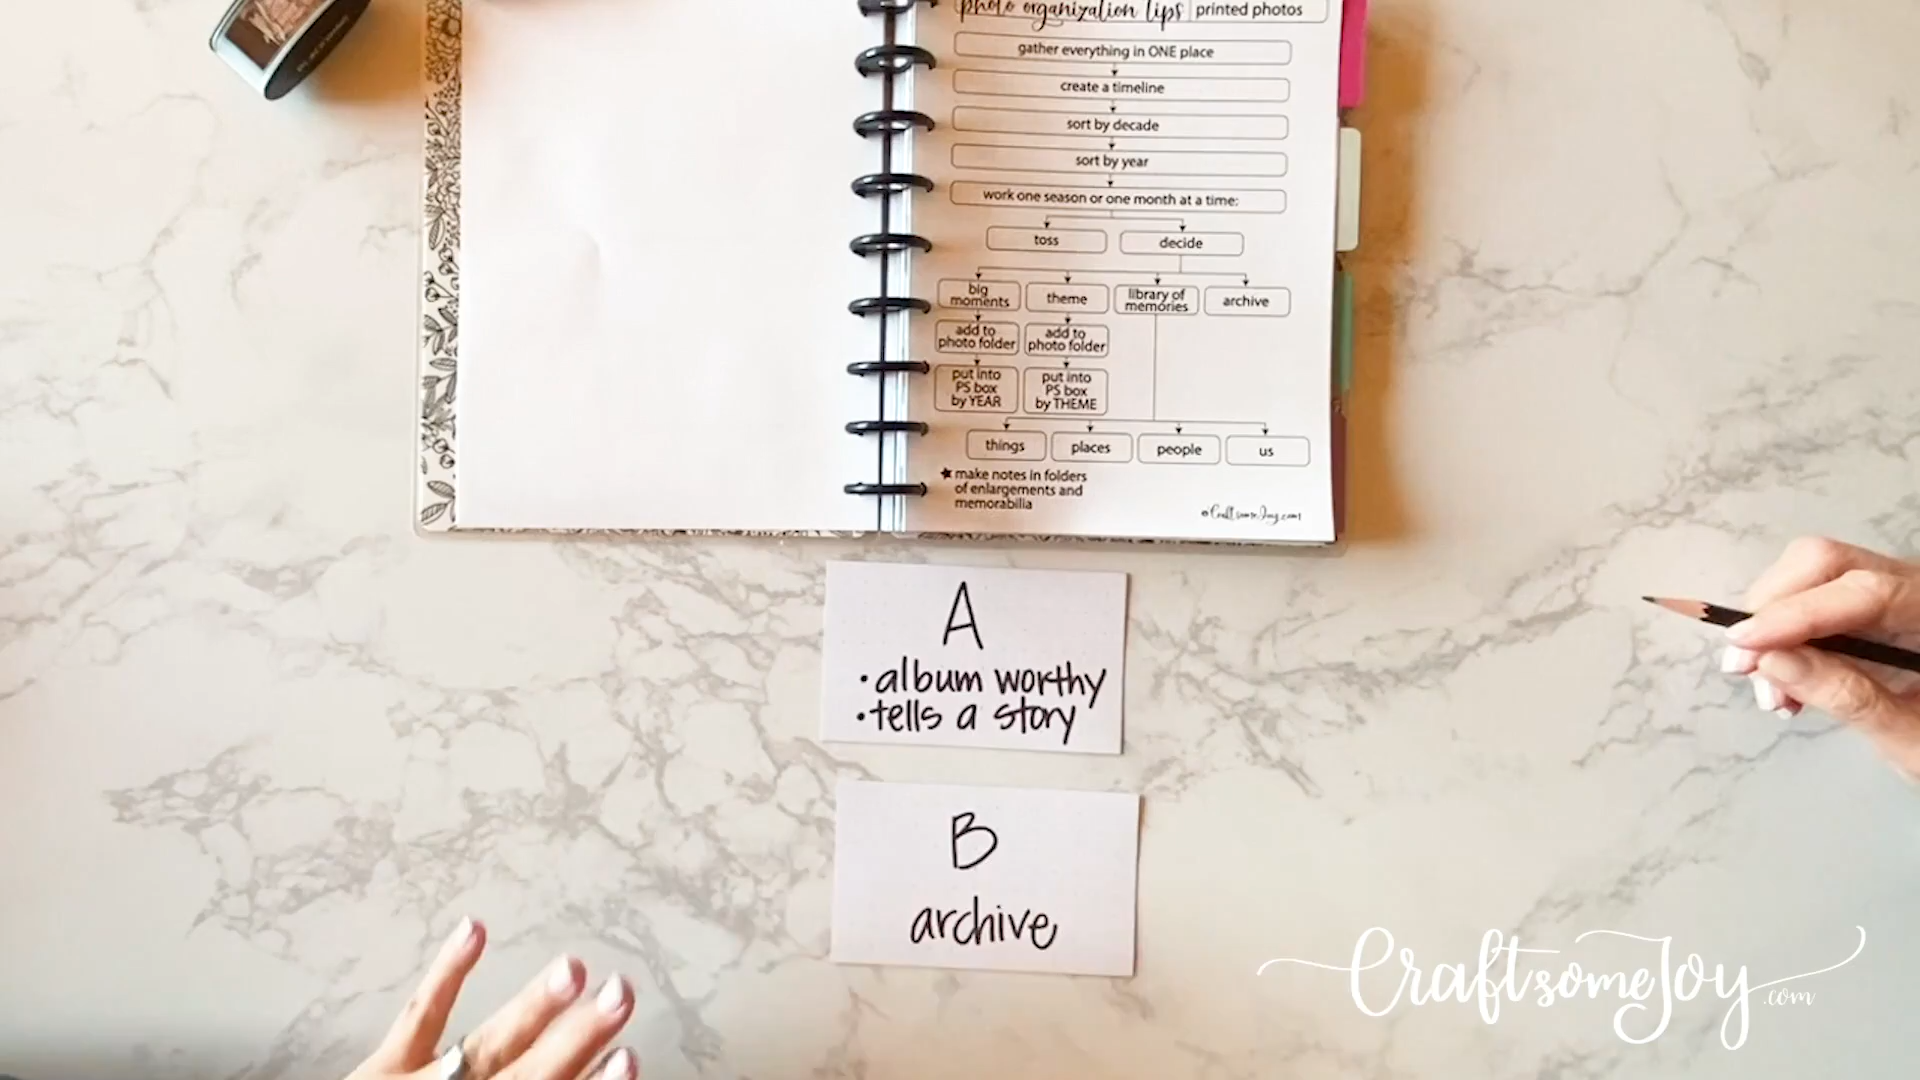 photo organization tips printed photos
gather everything in ONE place
create a timeline
sort by decade
sort by year
work one season or one month at a time:
toss
decide
big
moments
theme
library of
memories
archive
add to
photo folder
add to
photo folder
put into
PS box
by YEAR
put into
PS box
by THEME
things
places
people
us
★ make notes in folders
of enlargements and
memorabilia
©CraftsomeJoy.com
A
• album worthy
• tells a story
B
archive
CraftsomeJoy.com